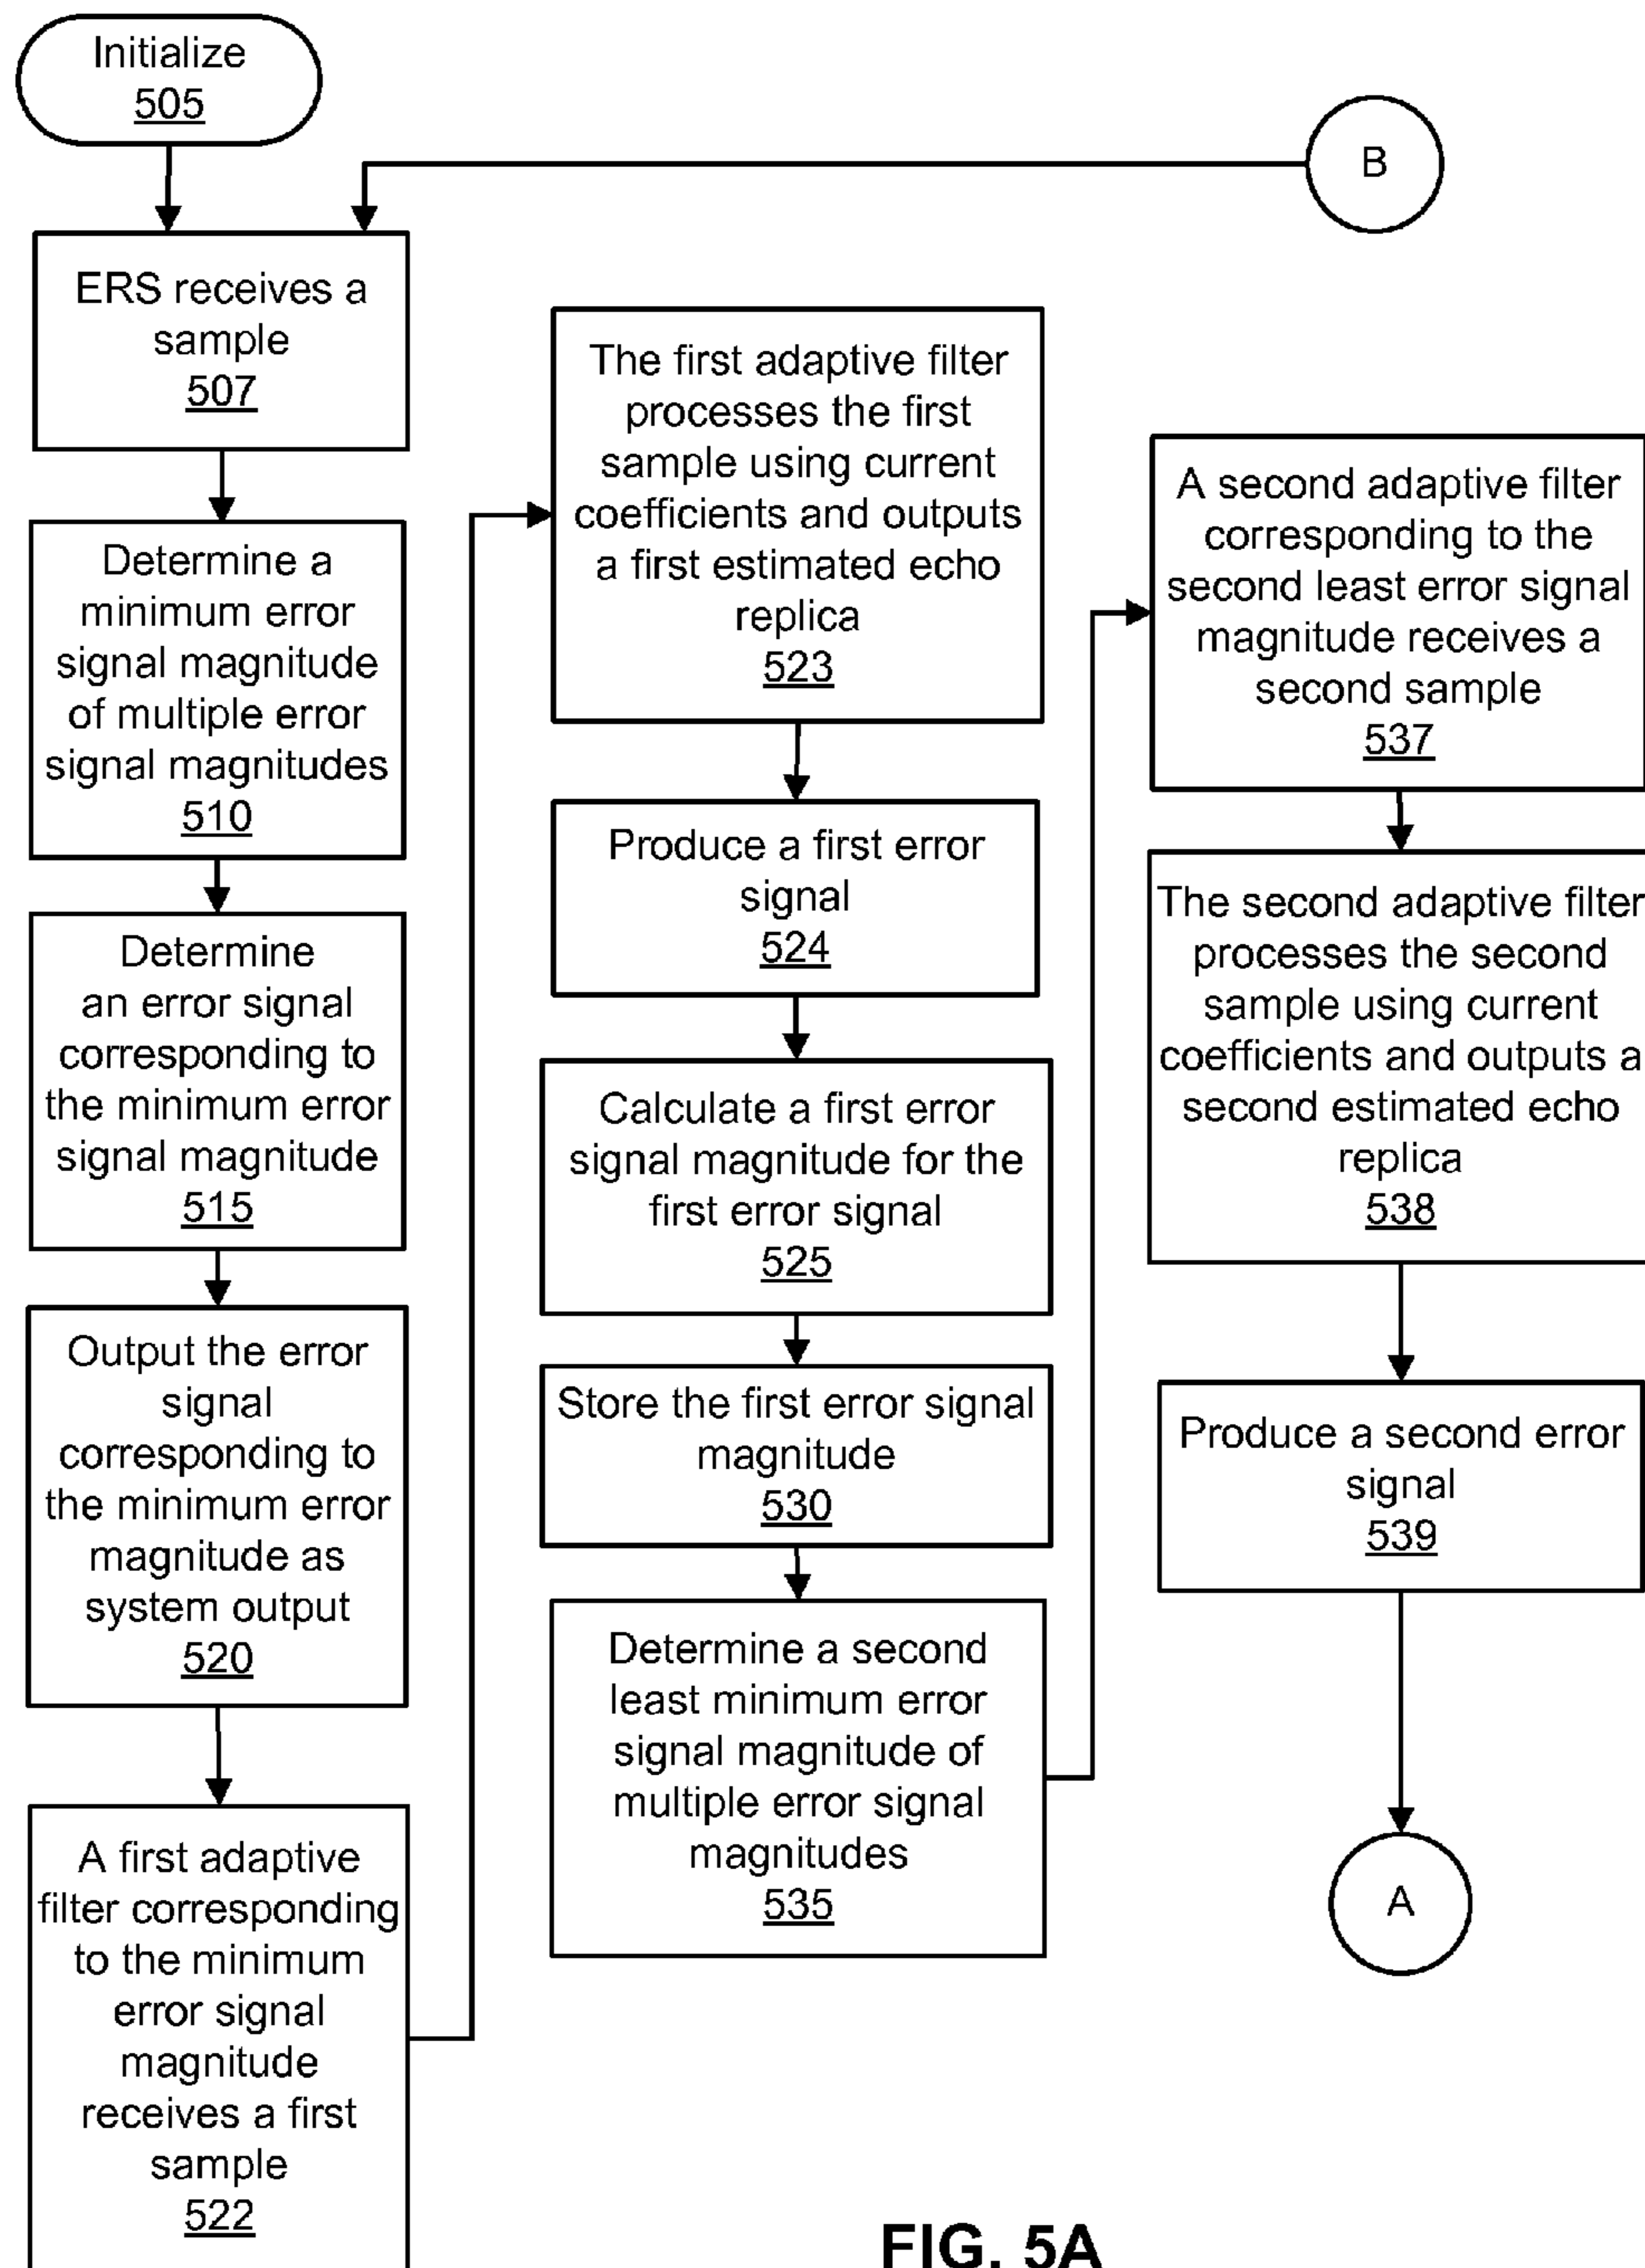 Initialize
505
B
ERS receives a
sample
507
Determine a
minimum error
signal magnitude
of multiple error
signal magnitudes
510
Determine
an error signal
corresponding to
the minimum error
signal magnitude
515
Output the error
signal
corresponding to
the minimum error
magnitude as
system output
520
A first adaptive
filter corresponding
to the minimum
error signal
magnitude
receives a first
sample
522
The first adaptive filter
processes the first
sample using current
coefficients and outputs
a first estimated echo
replica
523
Produce a first error
signal
524
Calculate a first error
signal magnitude for the
first error signal
525
Store the first error signal
magnitude
530
Determine a second
least minimum error
signal magnitude of
multiple error signal
magnitudes
535
A second adaptive filter
corresponding to the
second least error signal
magnitude receives a
second sample
537
The second adaptive filter
processes the second
sample using current
coefficients and outputs a
second estimated echo
replica
538
Produce a second error
signal
539
A
FIG. 5A